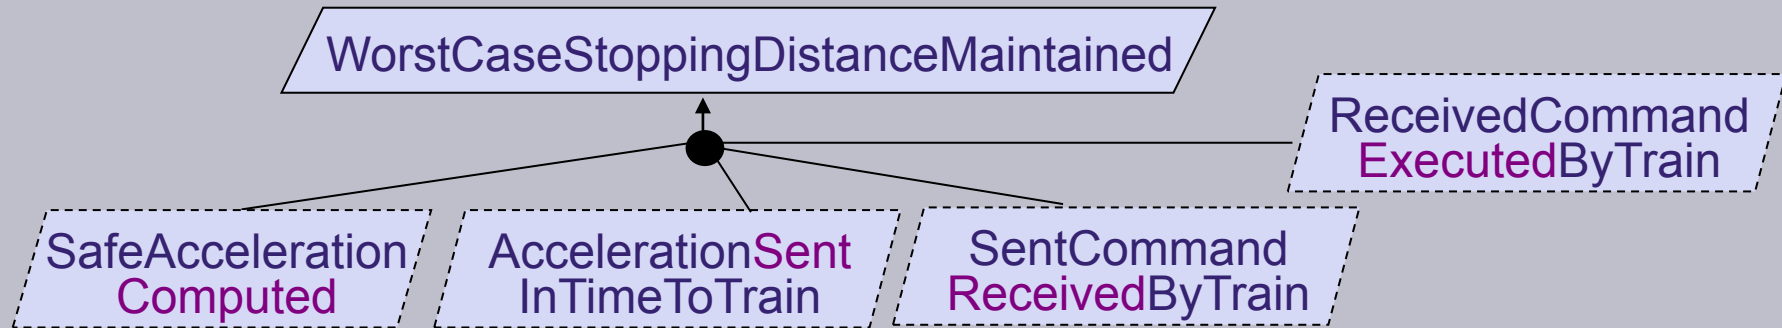 WorstCaseStoppingDistanceMaintained
ReceivedCommand
ExecutedByTrain
SafeAcceleration
Computed
AccelerationSent
InTimeToTrain
SentCommand
ReceivedByTrain